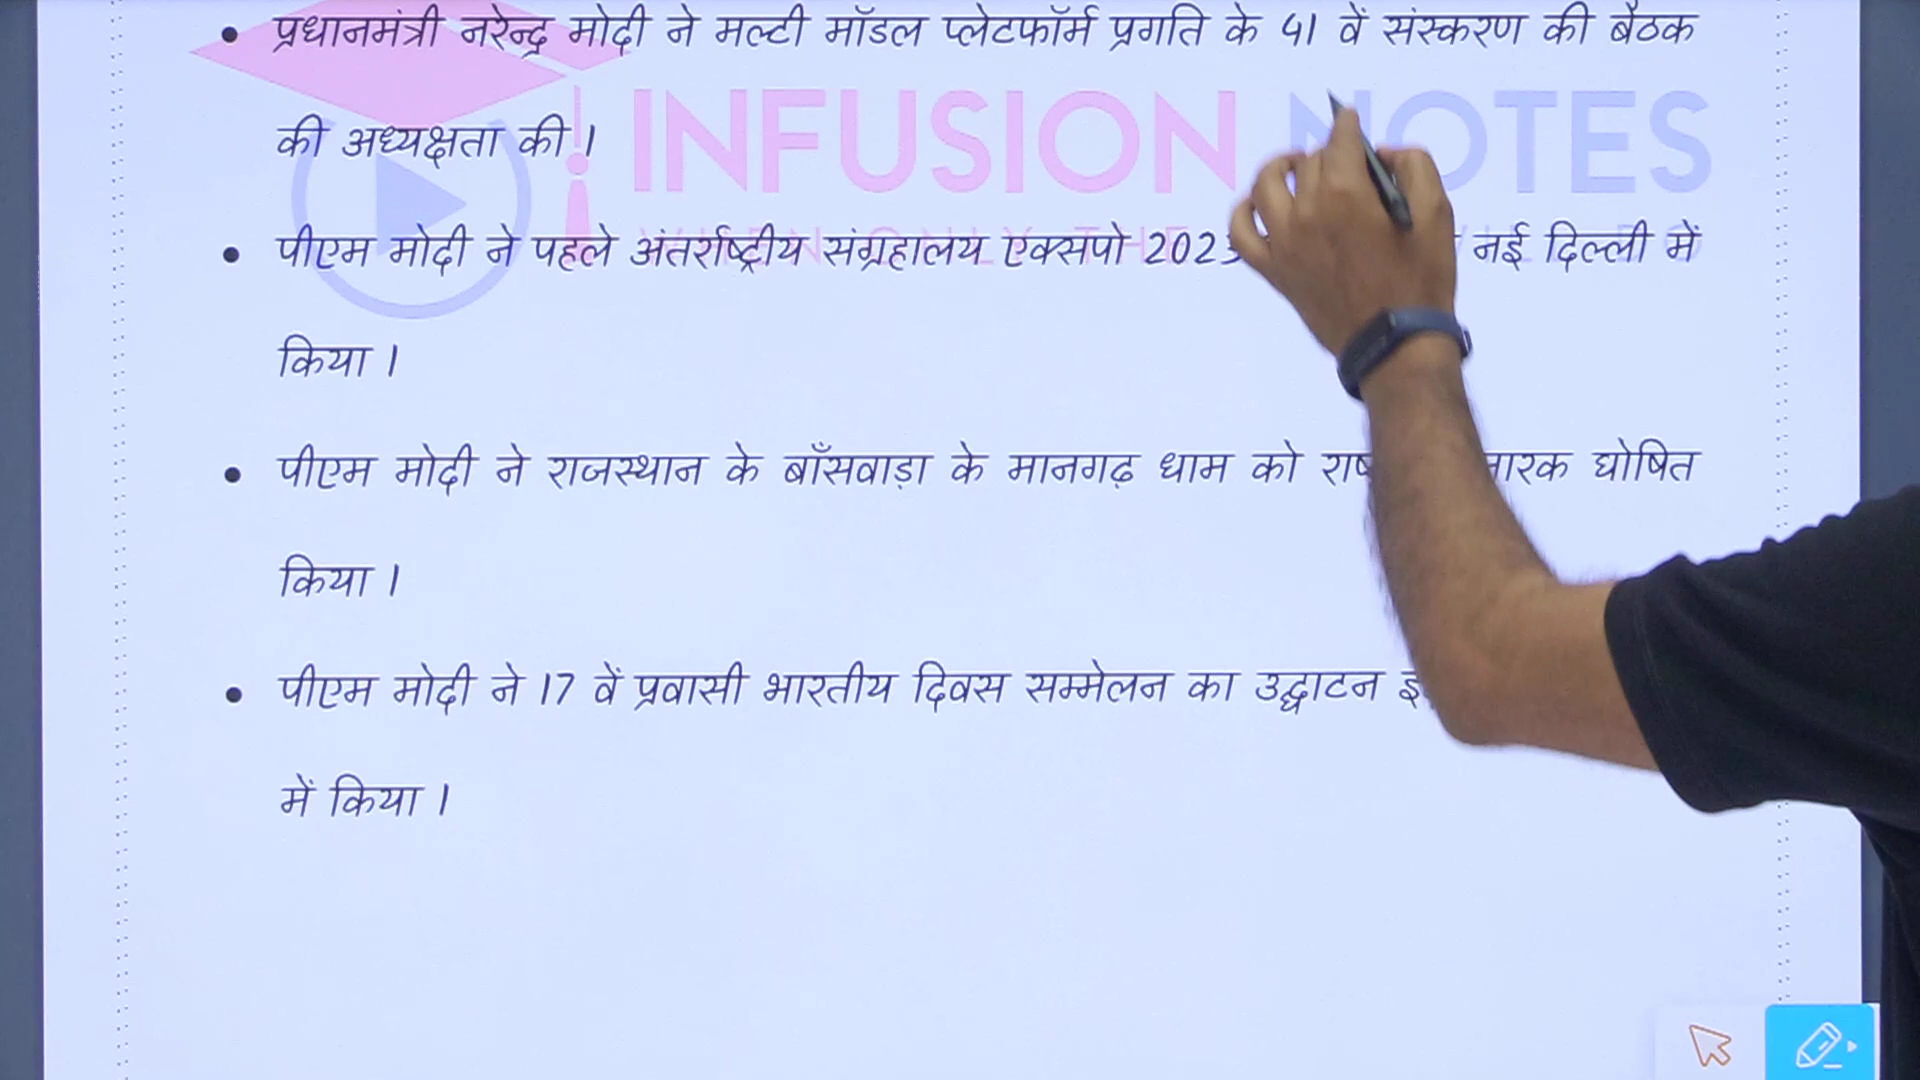 • प्रधानमंत्री नरेन्द्र मोदी ने मल्टी मॉडल प्लेटफॉर्म प्रगति के 41 वें संस्करण की बैठक
की अध्यक्षता की।
INFUSION NOTES
• पीएम मोदी ने पहले अंतर्राष्ट्रीय संग्रहालय एक्सपो 2023 नई दिल्ली में
किया।
• पीएम मोदी ने राजस्थान के बाँसवाड़ा के मानगढ़ धाम को घोषित
किया।
• पीएम मोदी ने 17 वें प्रवासी भारतीय दिवस सम्मेलन का उद्घाटन
में किया।